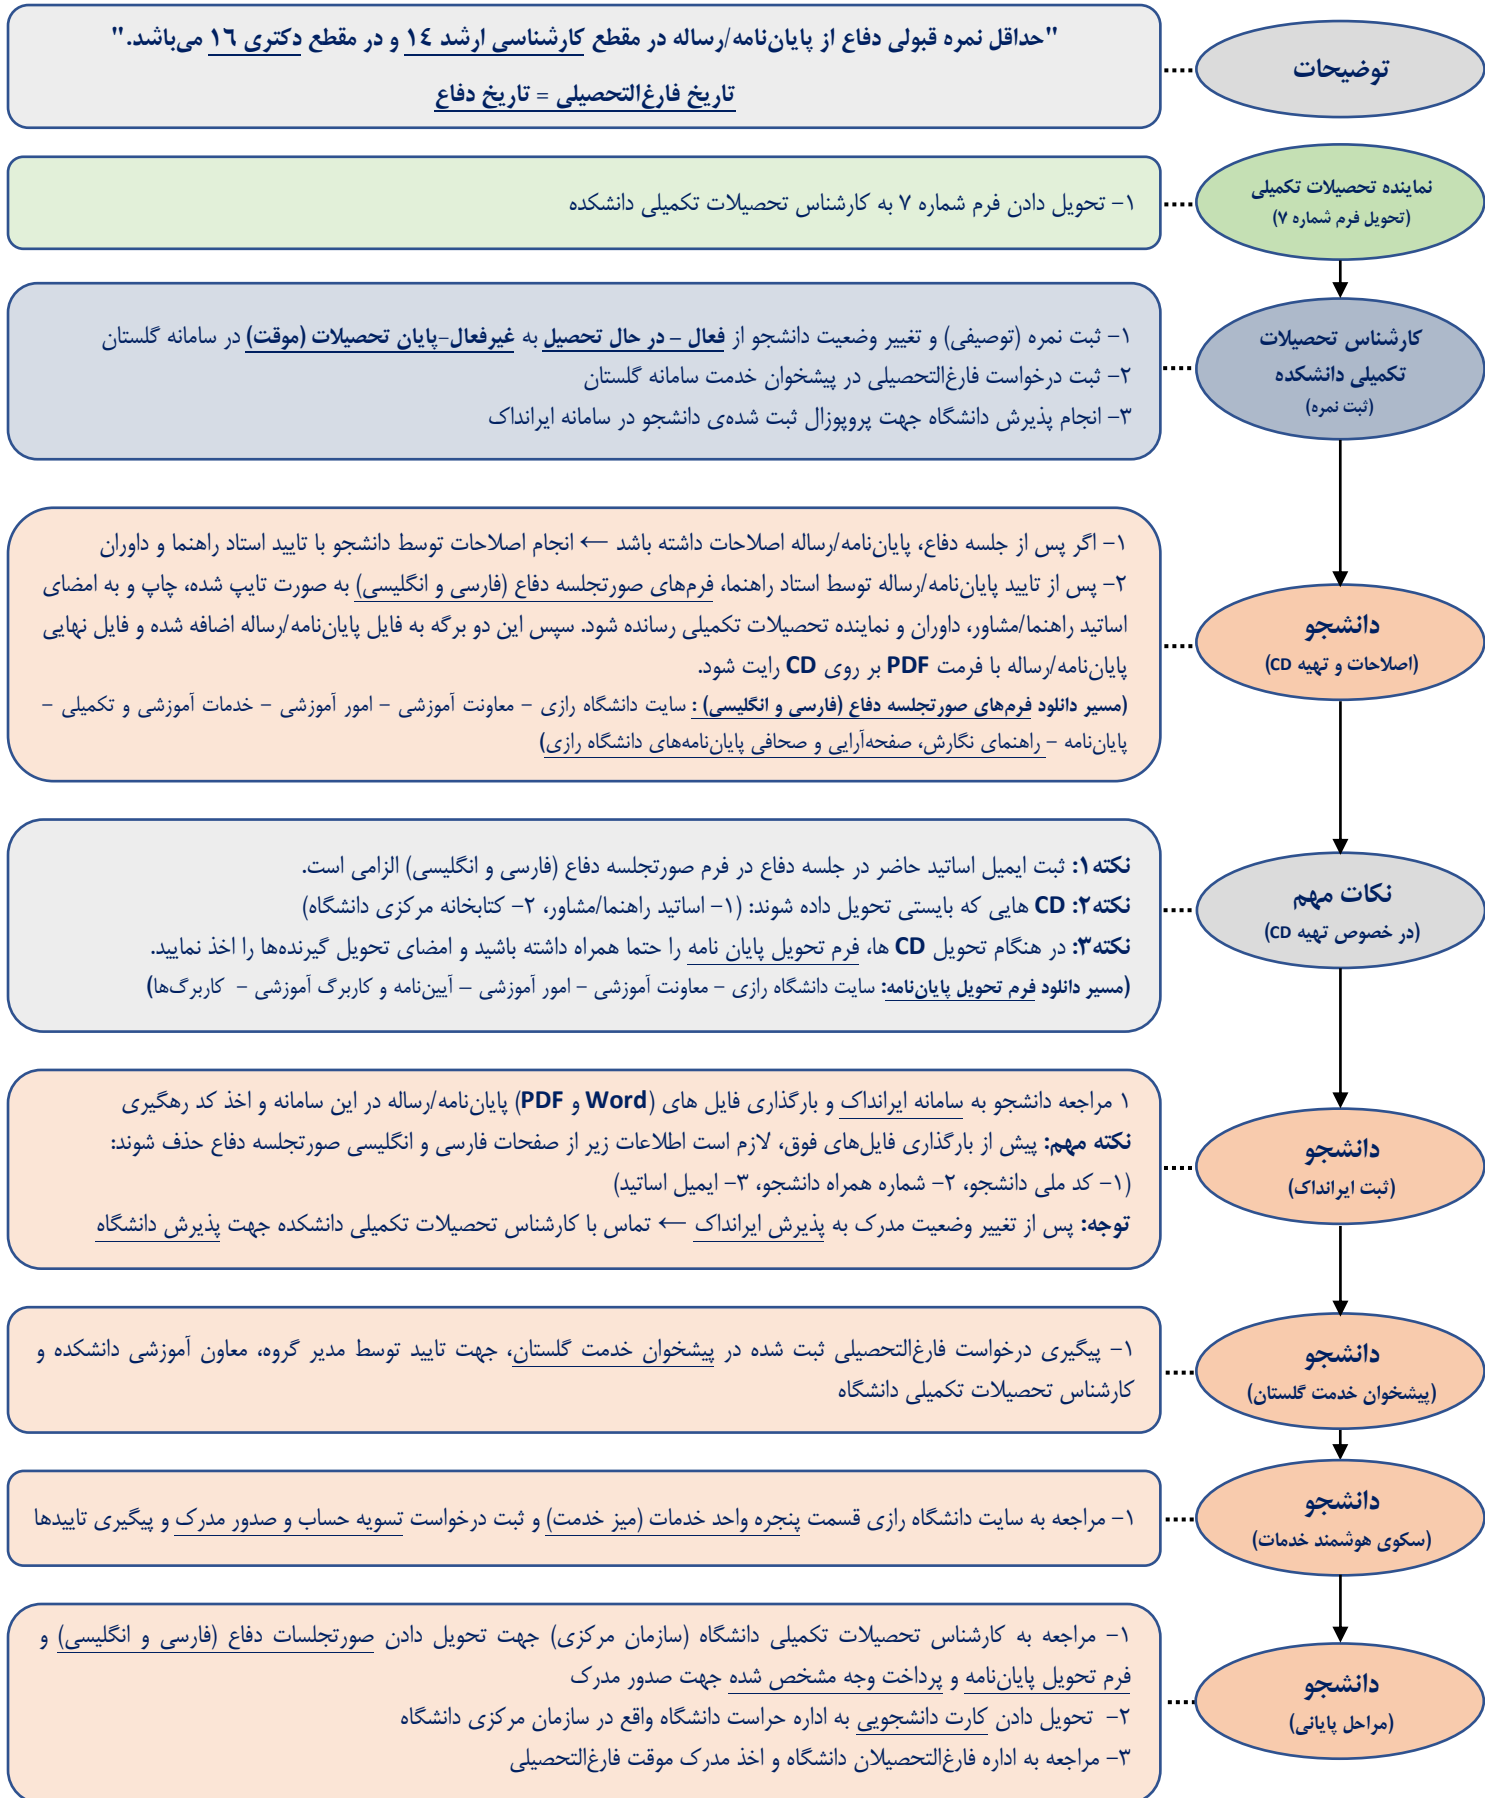 توضیحات
"حداقل نمره قبولی دفاع از پایان‌نامه/رساله در مقطع کارشناسی ارشد ١٤ و در مقطع دکتری ١٦ می‌باشد."
تاریخ فارغ‌التحصیلی = تاریخ دفاع
نماینده تحصیلات تکمیلی
(تحویل فرم شماره ۷)
۱- تحویل دادن فرم شماره ۷ به کارشناس تحصیلات تکمیلی دانشکده
کارشناس تحصیلات
تکمیلی دانشکده
(ثبت نمره)
۱- ثبت نمره (توصیفی) و تغییر وضعیت دانشجو از فعال – در حال تحصیل به غیرفعال-پایان تحصیلات (موقت) در سامانه گلستان
۲- ثبت درخواست فارغ‌التحصیلی در پیشخوان خدمت سامانه گلستان
۳- انجام پذیرش دانشگاه جهت پروپوزال ثبت شده‌ی دانشجو در سامانه ایرانداک
دانشجو
(اصلاحات و تهیه CD)
۱- اگر پس از جلسه دفاع، پایان‌نامه/رساله اصلاحات داشته باشد ← انجام اصلاحات توسط دانشجو با تایید استاد راهنما و داوران
۲- پس از تایید پایان‌نامه/رساله توسط استاد راهنما، فرم‌های صورتجلسه دفاع (فارسی و انگلیسی) به صورت تایپ شده، چاپ و به امضای
اساتید راهنما/مشاور، داوران و نماینده تحصیلات تکمیلی رسانده شود. سپس این دو برگه به فایل پایان‌نامه/رساله اضافه شده و فایل نهایی
پایان‌نامه/رساله با فرمت PDF بر روی CD رایت شود.
(مسیر دانلود فرم‌های صورتجلسه دفاع (فارسی و انگلیسی) : سایت دانشگاه رازی - معاونت آموزشی - امور آموزشی - خدمات آموزشی و تکمیلی -
پایان‌نامه - راهنمای نگارش، صفحه‌آرایی و صحافی پایان‌نامه‌های دانشگاه رازی)
نکات مهم
(در خصوص تهیه CD)
نکته۱: ثبت ایمیل اساتید حاضر در جلسه دفاع در فرم صورتجلسه دفاع (فارسی و انگلیسی) الزامی است.
نکته۲: CD هایی که بایستی تحویل داده شوند: (۱- اساتید راهنما/مشاور، ۲- کتابخانه مرکزی دانشگاه)
نکته۳: در هنگام تحویل CD ها، فرم تحویل پایان نامه را حتما همراه داشته باشید و امضای تحویل گیرنده‌ها را اخذ نمایید.
(مسیر دانلود فرم تحویل پایان‌نامه: سایت دانشگاه رازی - معاونت آموزشی - امور آموزشی – آیین‌نامه و کاربرگ آموزشی - کاربرگ‌ها)
دانشجو
(ثبت ایرانداک)
۱ مراجعه دانشجو به سامانه ایرانداک و بارگذاری فایل های (Word و PDF) پایان‌نامه/رساله در این سامانه و اخذ کد رهگیری
نکته مهم: پیش از بارگذاری فایل‌های فوق، لازم است اطلاعات زیر از صفحات فارسی و انگلیسی صورتجلسه دفاع حذف شوند:
(۱- کد ملی دانشجو، ۲- شماره همراه دانشجو، ۳- ایمیل اساتید)
توجه: پس از تغییر وضعیت مدرک به پذیرش ایرانداک ← تماس با کارشناس تحصیلات تکمیلی دانشکده جهت پذیرش دانشگاه
دانشجو
(پیشخوان خدمت گلستان)
۱- پیگیری درخواست فارغ‌التحصیلی ثبت شده در پیشخوان خدمت گلستان، جهت تایید توسط مدیر گروه، معاون آموزشی دانشکده و
کارشناس تحصیلات تکمیلی دانشگاه
دانشجو
(سکوی هوشمند خدمات)
۱- مراجعه به سایت دانشگاه رازی قسمت پنجره واحد خدمات (میز خدمت) و ثبت درخواست تسویه حساب و صدور مدرک و پیگیری تاییدها
دانشجو
(مراحل پایانی)
۱- مراجعه به کارشناس تحصیلات تکمیلی دانشگاه (سازمان مرکزی) جهت تحویل دادن صورتجلسات دفاع (فارسی و انگلیسی) و
فرم تحویل پایان‌نامه و پرداخت وجه مشخص شده جهت صدور مدرک
۲- تحویل دادن کارت دانشجویی به اداره حراست دانشگاه واقع در سازمان مرکزی دانشگاه
۳- مراجعه به اداره فارغ‌التحصیلان دانشگاه و اخذ مدرک موقت فارغ‌التحصیلی